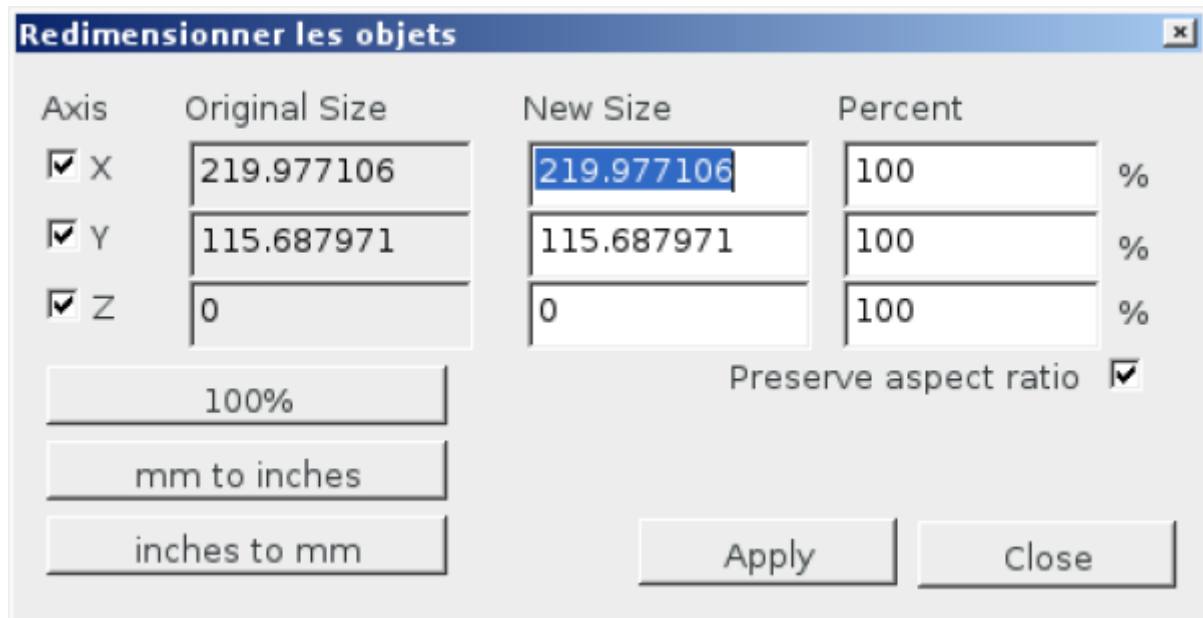 Redimensionner les objets
Axis Original Size New Size Percent
X 219.977106 219.977106 100 %
Y 115.687971 115.687971 100 %
Z 0 0 100 %
Preserve aspect ratio
100%
mm to inches
inches to mm
Apply Close